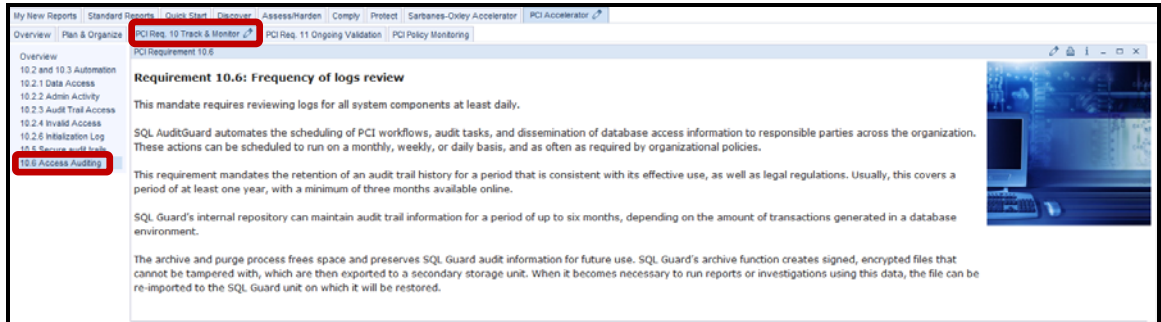 My New Reports Standard Reports Quick Start Discover Assess/Harden Comply Protect Sarbanes-Oxley Accelerator PCI Accelerator
Overview Plan & Organize PCI Req. 10 Track & Monitor PCI Req. 11 Ongoing Validation PCI Policy Monitoring
Overview
10.2 and 10.3 Automation
10.2.1 Data Access
10.2.2 Admin Activity
10.2.3 Audit Trail Access
10.2.4 Invalid Access
10.2.6 Initialization Log
10.5 Secure audit trails
10.6 Access Auditing
PCI Requirement 10.6
Requirement 10.6: Frequency of logs review
This mandate requires reviewing logs for all system components at least daily.
SQL AuditGuard automates the scheduling of PCI workflows, audit tasks, and dissemination of database access information to responsible parties across the organization.
These actions can be scheduled to run on a monthly, weekly, or daily basis, and as often as required by organizational policies.
This requirement mandates the retention of an audit trail history for a period that is consistent with its effective use, as well as legal regulations. Usually, this covers a
period of at least one year, with a minimum of three months available online.
SQL Guard's internal repository can maintain audit trail information for a period of up to six months, depending on the amount of transactions generated in a database
environment.
The archive and purge process frees space and preserves SQL Guard audit information for future use. SQL Guard's archive function creates signed, encrypted files that
cannot be tampered with, which are then exported to a secondary storage unit. When it becomes necessary to run reports or investigations using this data, the file can be
re-imported to the SQL Guard unit on which it will be restored.